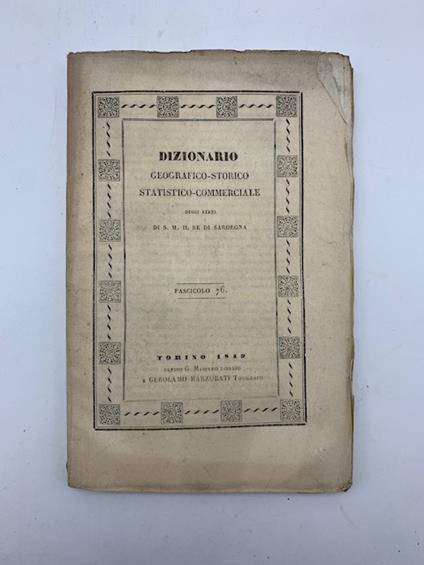 DIZIONARIO
GEOGRAFICO-STORICO
STATISTICO-COMMERCIALE
DEGLI STATI
DI S. M. IL RE DI SARDEGNA
FASCICOLO 76.
TORINO 1849
PRESSO G. MASPERO LIBRAIO
E GEROLAMO MARZORATI TIPOGRAFO